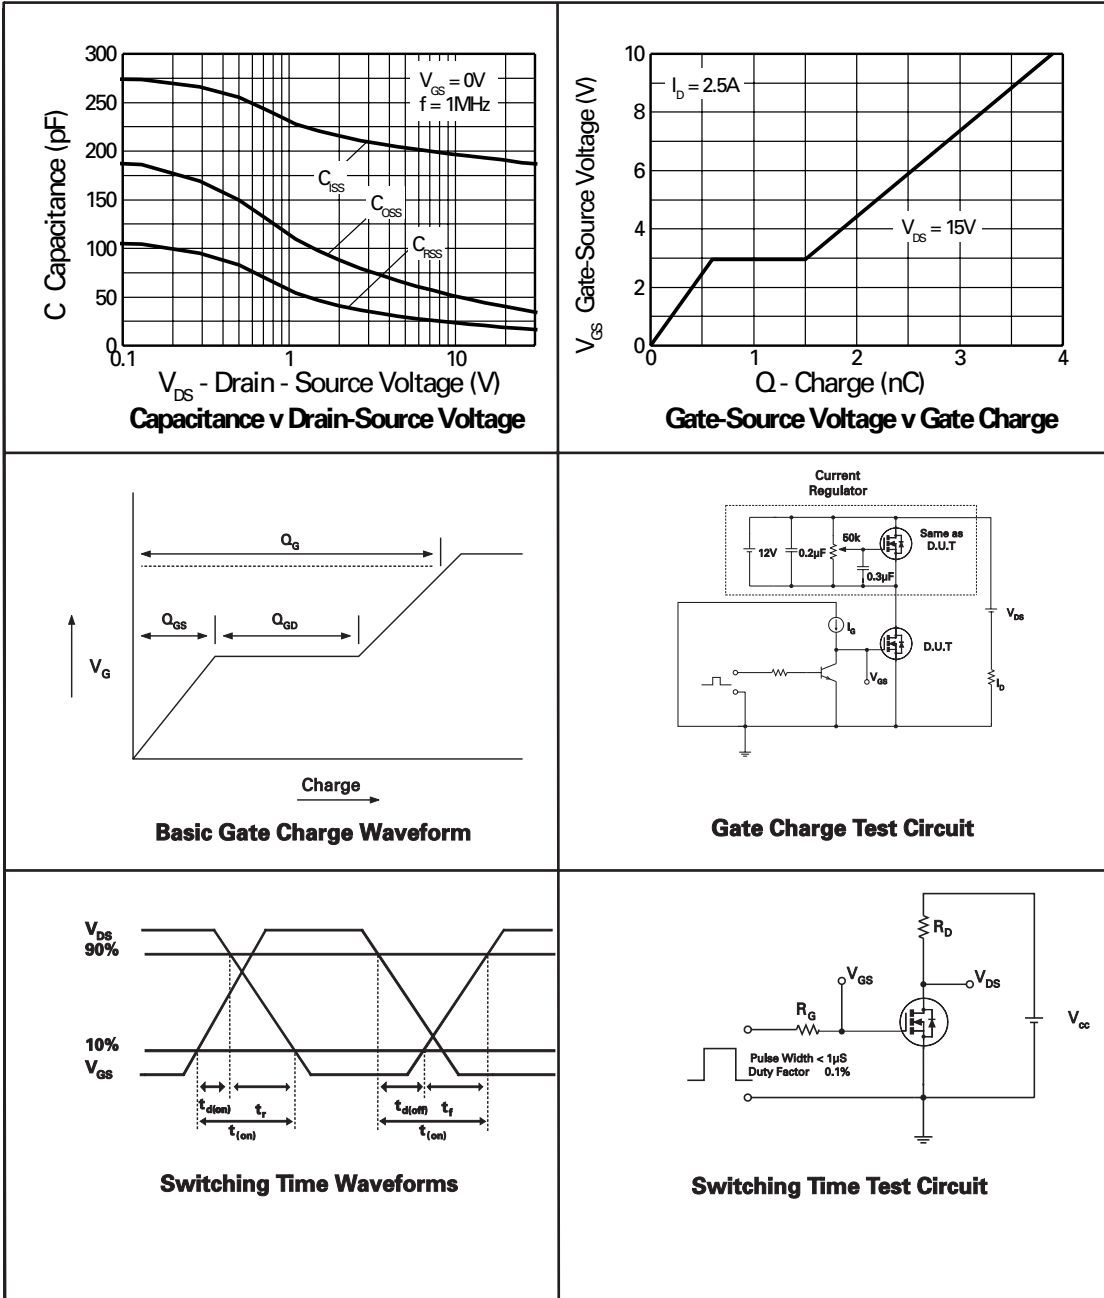 300
250
200
150
100
50
0
C Capacitance (pF)
V_GS = 0V
f = 1MHz
C_ISS
C_OSS
C_RSS
0.1
1
10
V_DS - Drain - Source Voltage (V)
Capacitance v Drain-Source Voltage
10
8
6
4
2
0
V_GS Gate-Source Voltage (V)
I_D = 2.5A
V_DS = 15V
0
1
2
3
4
Q - Charge (nC)
Gate-Source Voltage v Gate Charge
Q_G
Q_GS
Q_GD
V_G
Charge
Basic Gate Charge Waveform
Current
Regulator
12V
0.2µF
50k
Same as
D.U.T
0.3µF
I_G
V_DS
D.U.T
V_GS
I_D
Gate Charge Test Circuit
V_DS
90%
10%
V_GS
t_d(on)
t_r
t_(on)
t_d(off)
t_f
t_(on)
Switching Time Waveforms
R_D
V_GS
V_DS
R_G
V_cc
Pulse Width < 1µS
Duty Factor 0.1%
Switching Time Test Circuit